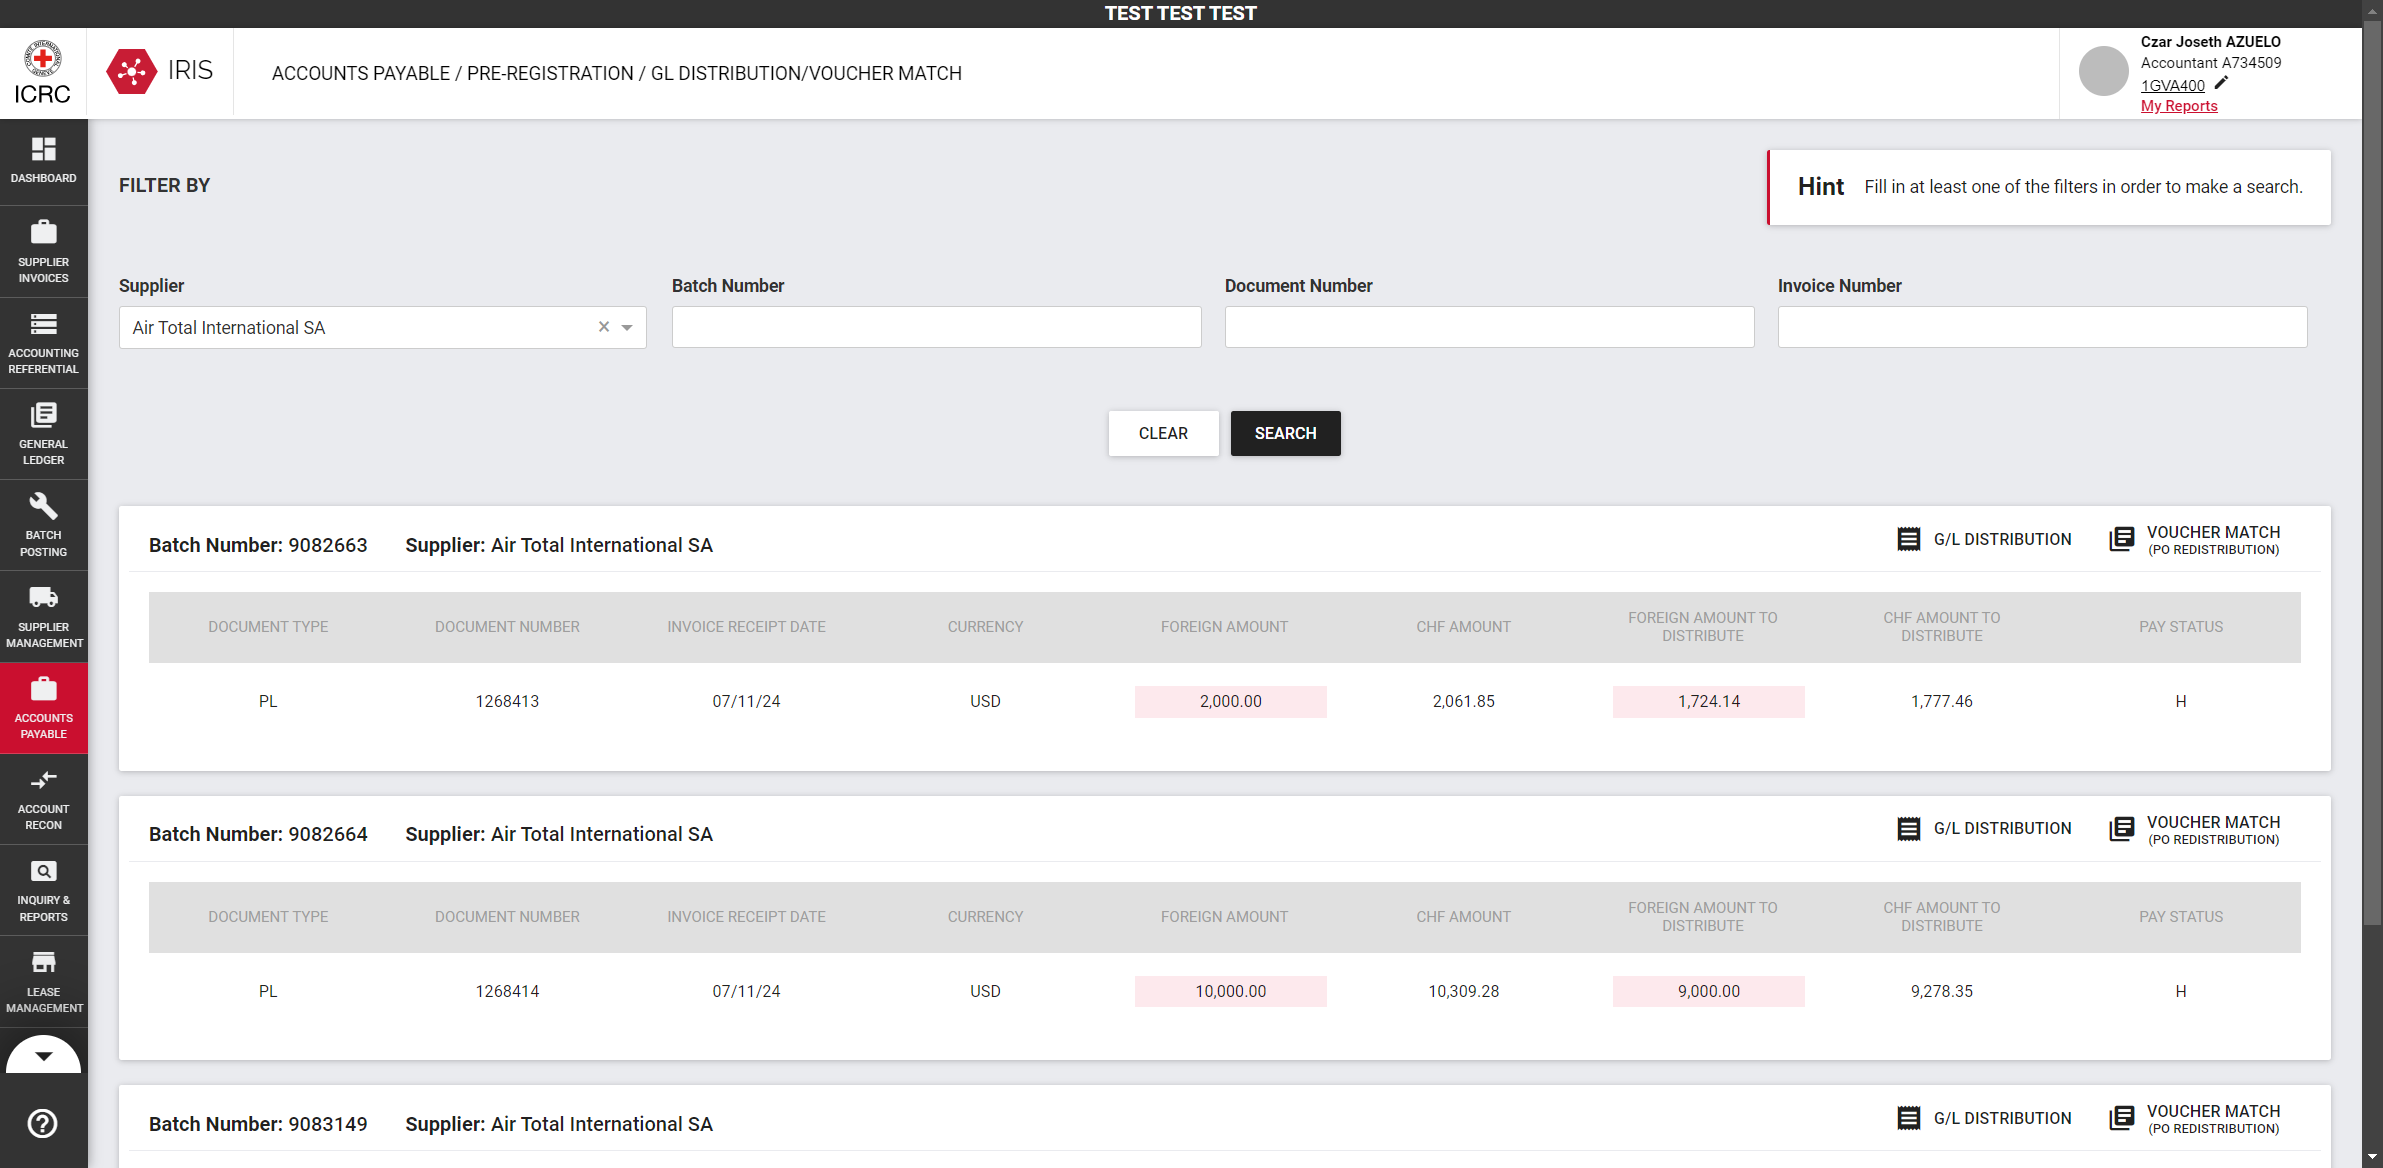 TEST TEST TEST
ICRC
IRIS
ACCOUNTS PAYABLE / PRE-REGISTRATION / GL DISTRIBUTION/VOUCHER MATCH
Czar Joseth AZUELO
Accountant A734509
1GVA400
My Reports
DASHBOARD
SUPPLIER
INVOICES
ACCOUNTING
REFERENTIAL
GENERAL
LEDGER
BATCH
POSTING
SUPPLIER
MANAGEMENT
ACCOUNTS
PAYABLE
ACCOUNT
RECON
INQUIRY &
REPORTS
LEASE
MANAGEMENT
FILTER BY
Hint Fill in at least one of the filters in order to make a search.
Supplier Batch Number Document Number Invoice Number
Air Total International SA
CLEAR SEARCH
Batch Number: 9082663 Supplier: Air Total International SA G/L DISTRIBUTION VOUCHER MATCH
(PO REDISTRIBUTION)
DOCUMENT TYPE DOCUMENT NUMBER INVOICE RECEIPT DATE CURRENCY FOREIGN AMOUNT CHF AMOUNT FOREIGN AMOUNT TO DISTRIBUTE CHF AMOUNT TO DISTRIBUTE PAY STATUS
PL 1268413 07/11/24 USD 2,000.00 2,061.85 1,724.14 1,777.46 H
Batch Number: 9082664 Supplier: Air Total International SA G/L DISTRIBUTION VOUCHER MATCH
(PO REDISTRIBUTION)
DOCUMENT TYPE DOCUMENT NUMBER INVOICE RECEIPT DATE CURRENCY FOREIGN AMOUNT CHF AMOUNT FOREIGN AMOUNT TO DISTRIBUTE CHF AMOUNT TO DISTRIBUTE PAY STATUS
PL 1268414 07/11/24 USD 10,000.00 10,309.28 9,000.00 9,278.35 H
Batch Number: 9083149 Supplier: Air Total International SA G/L DISTRIBUTION VOUCHER MATCH
(PO REDISTRIBUTION)